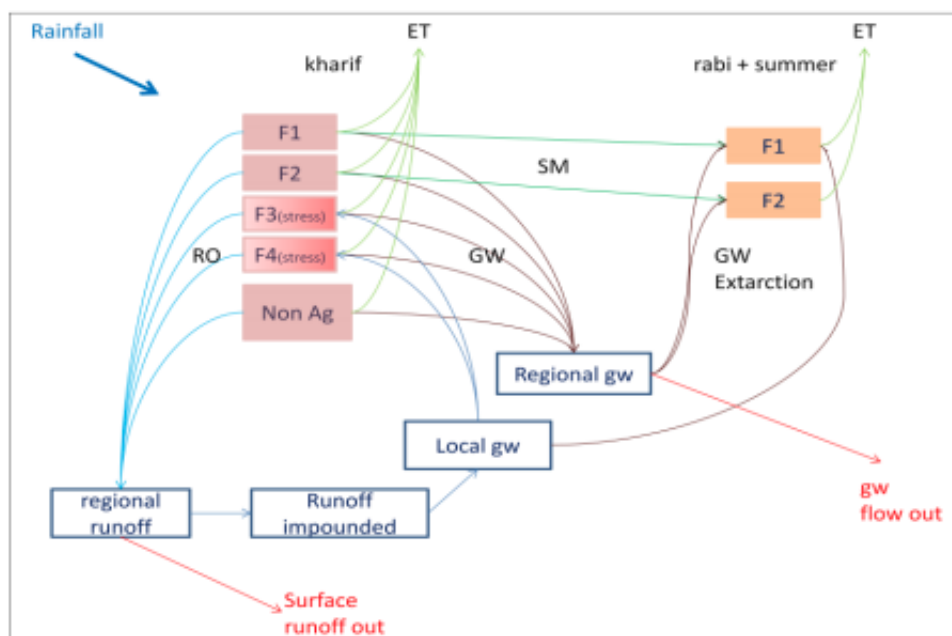 Rainfall
ET
ET
kharif
rabi + summer
F1
F1
F2
SM
F2
F3(stress)
RO
F4(stress)
GW
GW
Extarction
Non Ag
Regional gw
Local gw
regional
runoff
Runoff
impounded
gw
flow out
Surface
runoff out